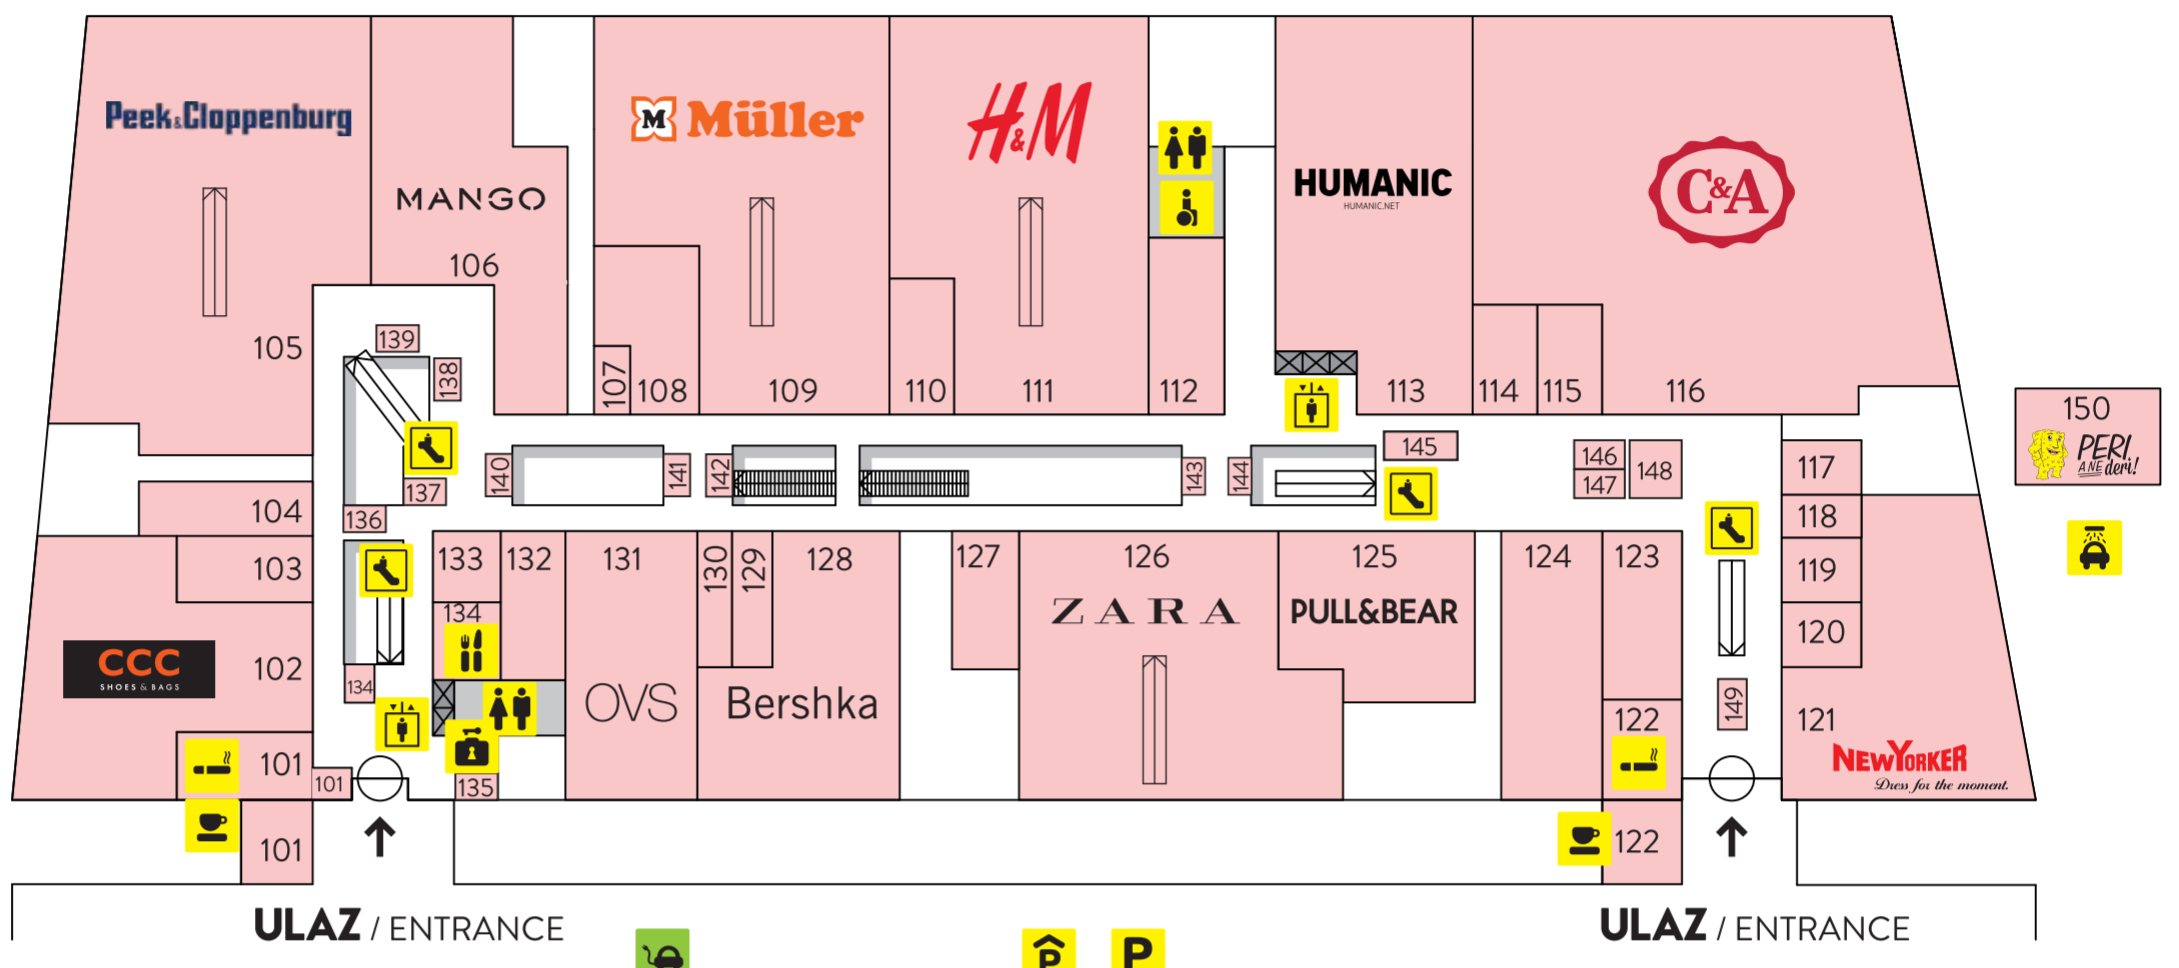 Peek&Cloppenburg
MANGO
106
105
M Müller
107
108
109
H&M
110
111
112
HUMANIC
HUMANIC.NET
113
C&A
114
115
116
139
138
137
136
140
141
142
143
144
145
146
147
148
117
118
119
120
150
PERI
ANE deri!
104
103
CCC
SHOES & BAGS
102
134
101
101
101
133
132
134
135
131
OVS
130
129
128
Bershka
127
126
ZARA
125
PULL&BEAR
124
123
122
122
149
121
NEWYORKER
Dress for the moment.
ULAZ / ENTRANCE
ULAZ / ENTRANCE
P
P